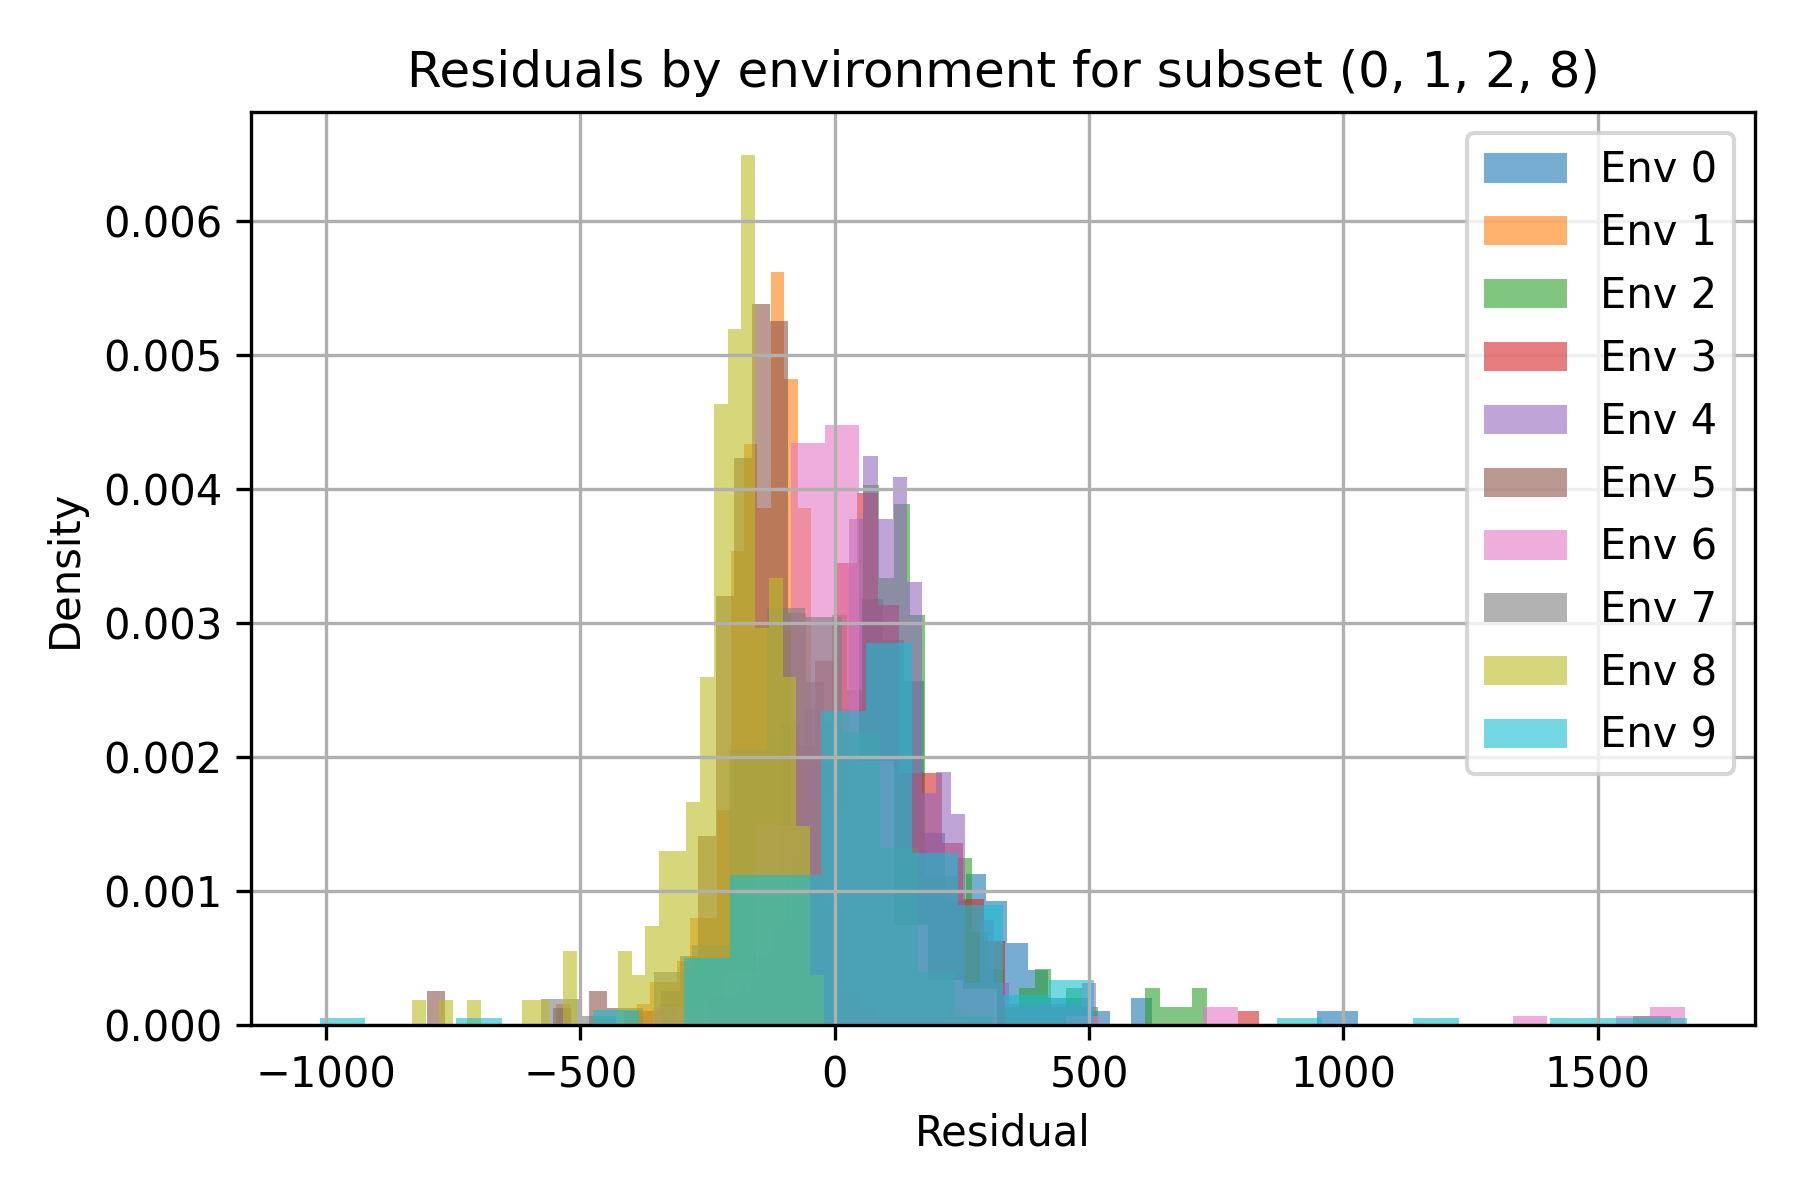 Residuals by environment for subset (0, 1, 2, 8)
Density
0.006
0.005
0.004
0.003
0.002
0.001
0.000
−1000
−500
0
500
1000
1500
Residual
Env 0
Env 1
Env 2
Env 3
Env 4
Env 5
Env 6
Env 7
Env 8
Env 9